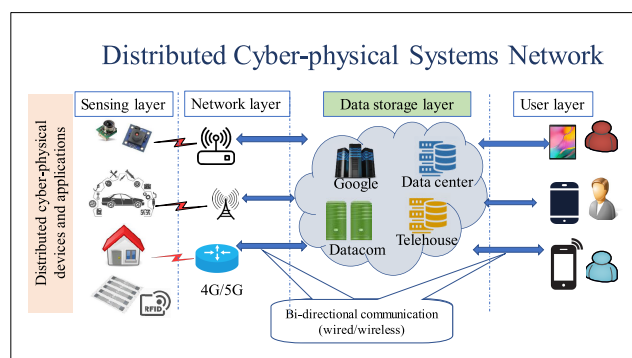 Distributed Cyber-physical Systems Network
Sensing layer
Network layer
Data storage layer
User layer
Distributed cyber-physical
devices and applications
Google
Data center
Datacom
Telehouse
RFID
4G/5G
Bi-directional communication
(wired/wireless)